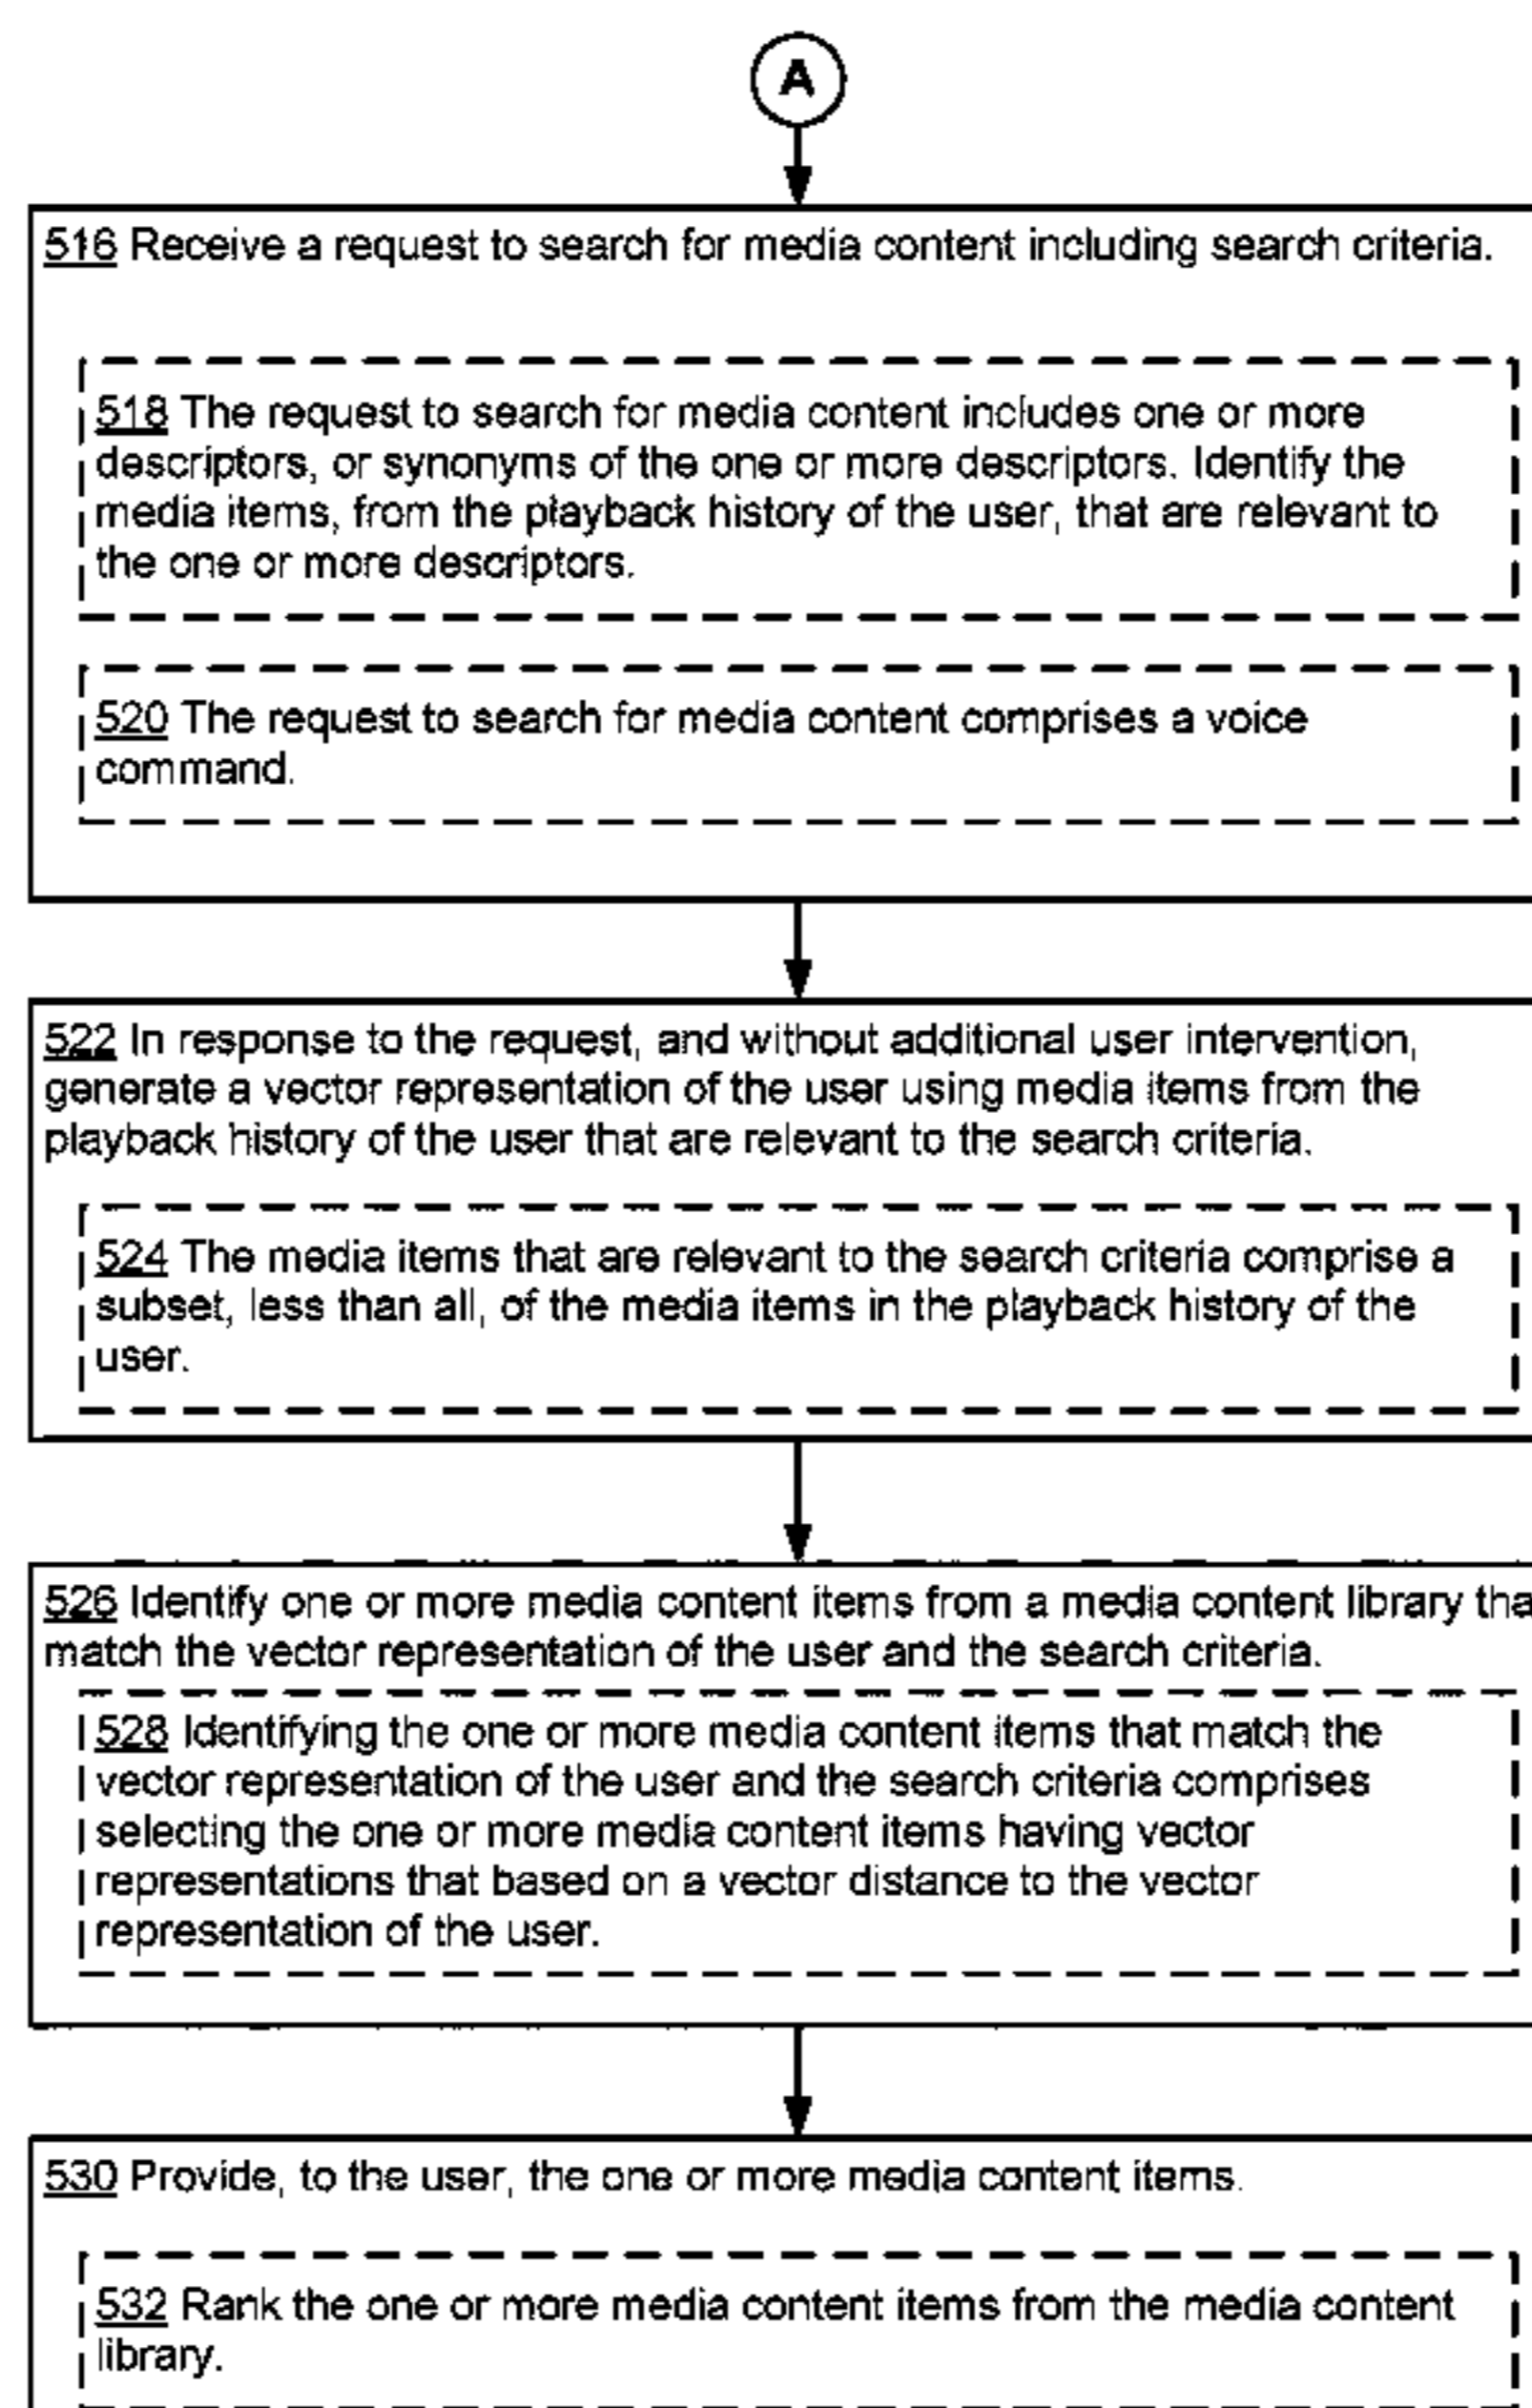 A
516 Receive a request to search for media content including search criteria.
518 The request to search for media content includes one or more
descriptors, or synonyms of the one or more descriptors. Identify the
media items, from the playback history of the user, that are relevant to
the one or more descriptors.
520 The request to search for media content comprises a voice
command.
522 In response to the request, and without additional user intervention,
generate a vector representation of the user using media items from the
playback history of the user that are relevant to the search criteria.
524 The media items that are relevant to the search criteria comprise a
subset, less than all, of the media items in the playback history of the
user.
526 Identify one or more media content items from a media content library tha
match the vector representation of the user and the search criteria.
528 Identifying the one or more media content items that match the
vector representation of the user and the search criteria comprises
selecting the one or more media content items having vector
representations that based on a vector distance to the vector
representation of the user.
530 Provide, to the user, the one or more media content items.
532 Rank the one or more media content items from the media content
library.